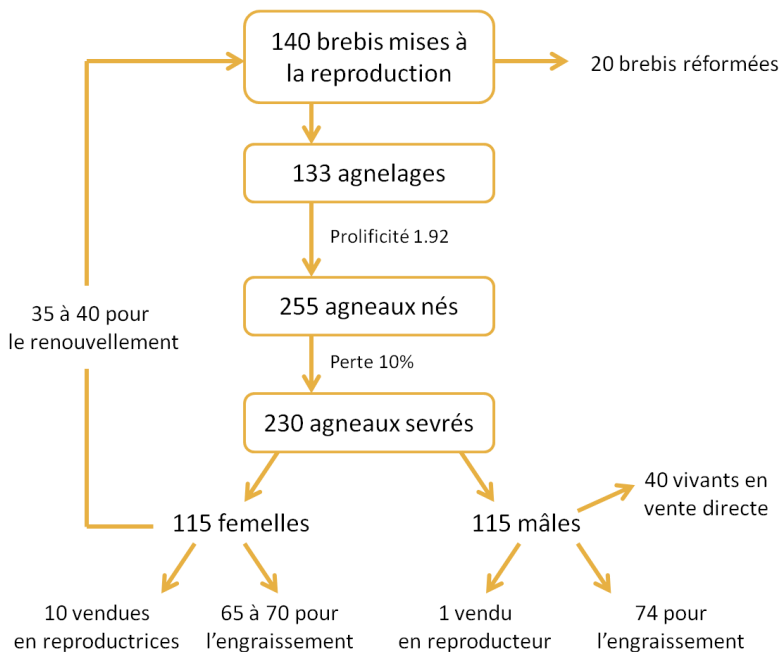 140 brebis mises à
la reproduction
20 brebis réformées
133 agnelages
Prolificité 1.92
255 agneaux nés
35 à 40 pour
le renouvellement
Perte 10%
230 agneaux sevrés
40 vivants en
vente directe
115 femelles
115 mâles
10 vendues
en reproductrices
65 à 70 pour
l'engraissement
1 vendu
en reproducteur
74 pour
l'engraissement